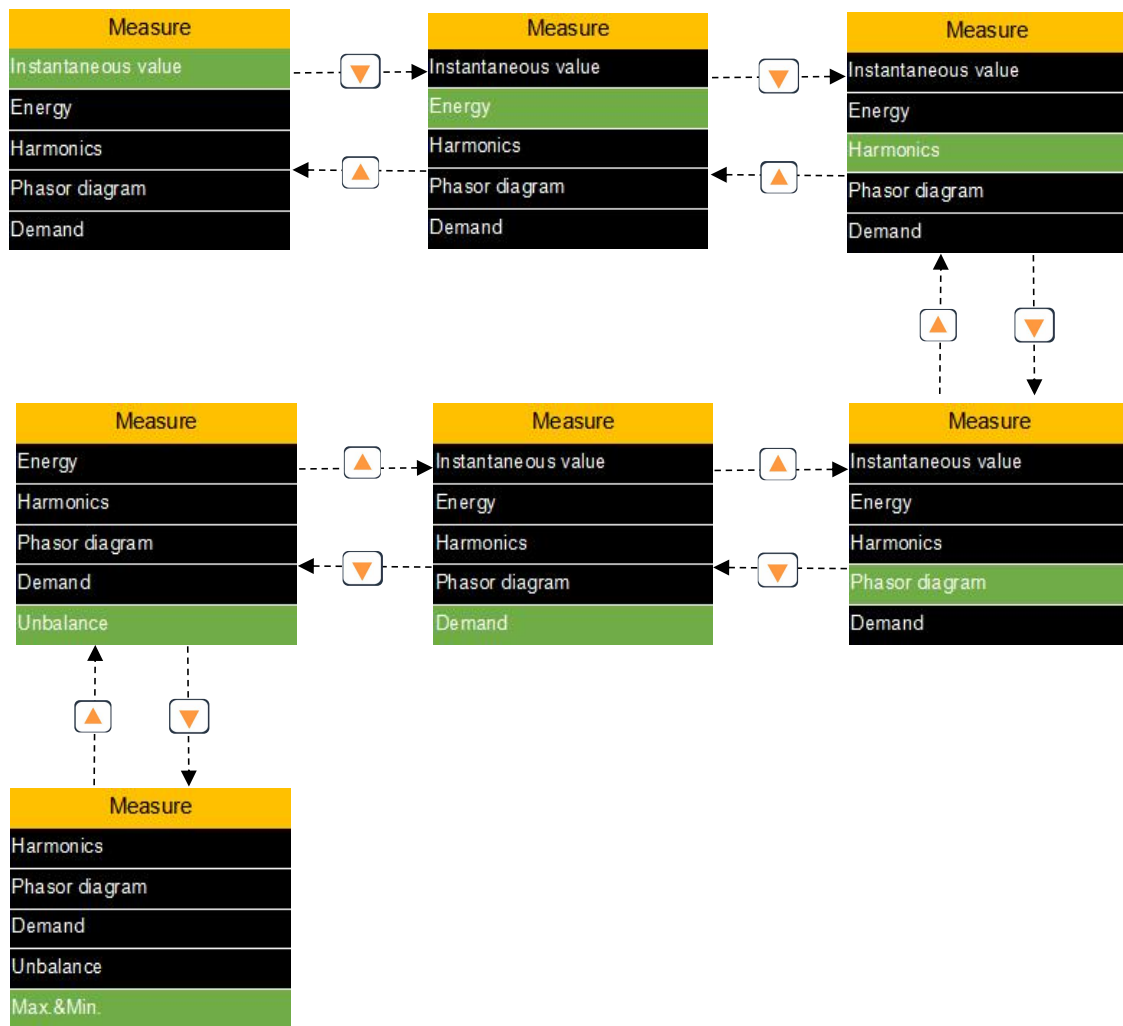 Measure
Instantaneous value
Energy
Harmonics
Phasor diagram
Demand
Measure
Instantaneous value
Energy
Harmonics
Phasor diagram
Demand
Measure
Instantaneous value
Energy
Harmonics
Phasor diagram
Demand
Measure
Energy
Harmonics
Phasor diagram
Demand
Unbalance
Measure
Instantaneous value
Energy
Harmonics
Phasor diagram
Demand
Measure
Instantaneous value
Energy
Harmonics
Phasor diagram
Demand
Measure
Harmonics
Phasor diagram
Demand
Unbalance
Max.&Min.